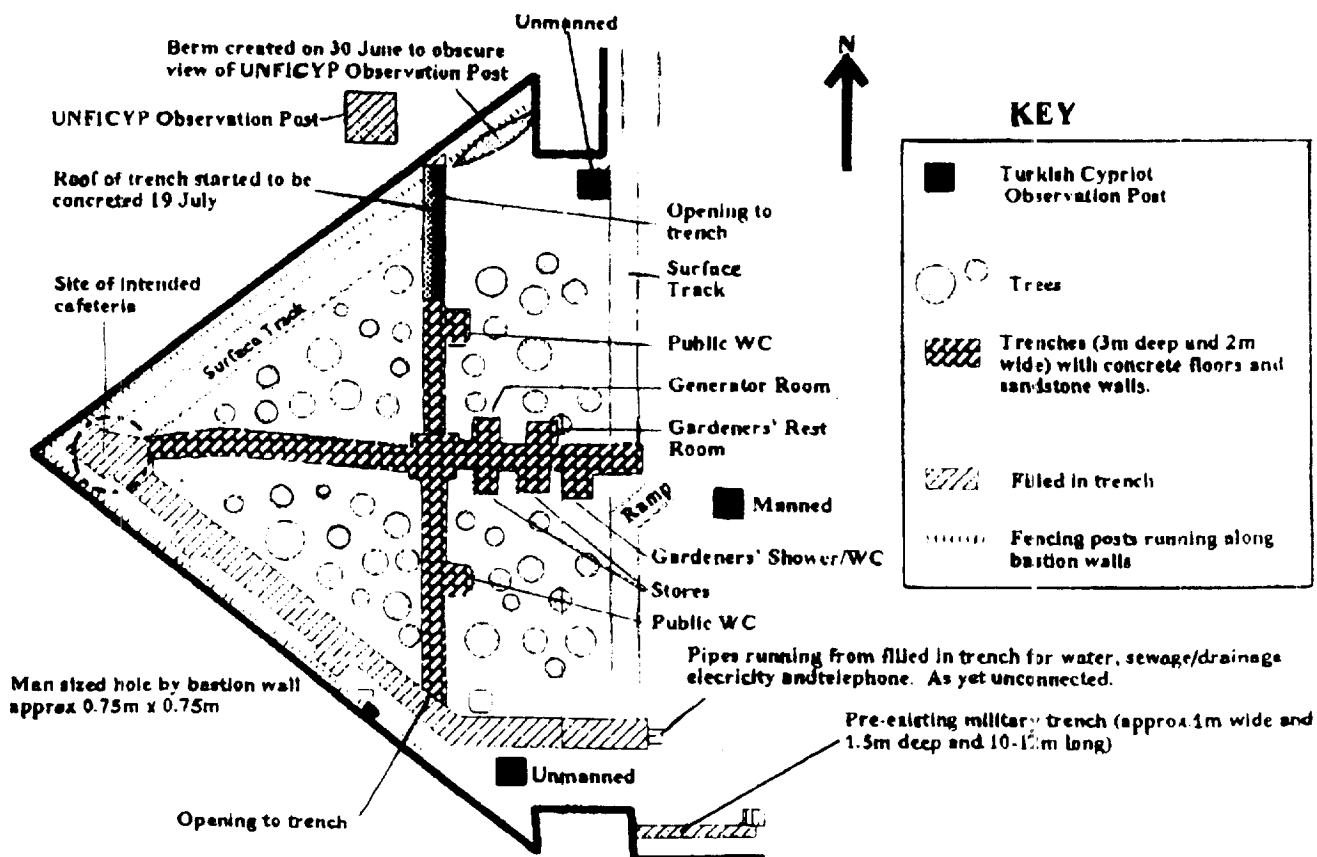 Unmanned
Berm created on 30 June to obscure
view of UNFICYP Observation Post
UNFICYP Observation Post
Roof of trench started to be
concreted 19 July
Site of intended
cafeteria
Surface Track
Opening to
trench
Surface
Track
Public WC
Generator Room
Gardeners' Rest
Room
Ramp
Manned
Gardeners' Shower/WC
Stores
Public WC
Pipes running from filled in trench for water, sewage/drainage
elecricity andtelephone. As yet unconnected.
Man sized hole by bastion wall
approx 0.75m x 0.75m
Pre-existing military trench (approx.1m wide and
1.5m deep and 10-12m long)
Unmanned
Opening to trench
N
KEY
Turkish Cypriot
Observation Post
Trees
Trenches (3m deep and 2m
wide) with concrete floors and
sandstone walls.
Filled in trench
Fencing posts running along
bastion walls